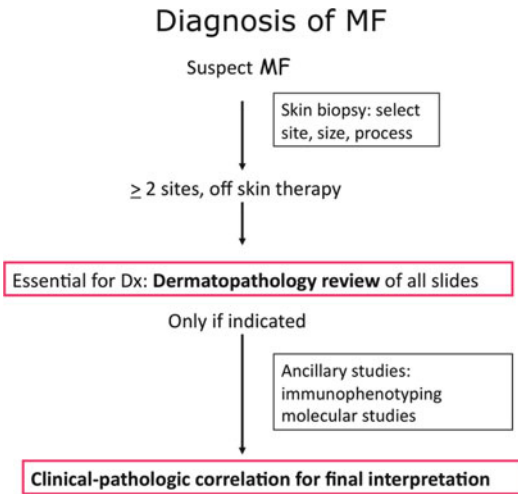 Diagnosis of MF
Suspect MF
Skin biopsy: select
site, size, process
≥ 2 sites, off skin therapy
Essential for Dx: Dermatopathology review of all slides
Only if indicated
Ancillary studies:
immunophenotyping
molecular studies
Clinical-pathologic correlation for final interpretation